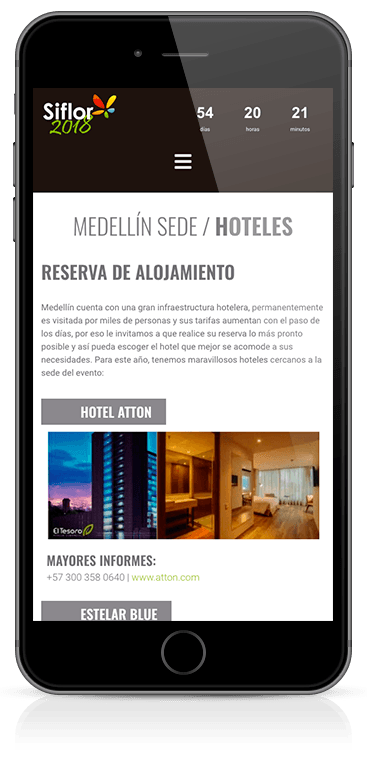 Siflor
2018
54 20 21
días horas minutos
MEDELLÍN SEDE / HOTELES
RESERVA DE ALOJAMIENTO
Medellín cuenta con una gran infraestructura hotelera, permanentemente
es visitada por miles de personas y sus tarifas aumentan con el paso de
los días, por eso le invitamos a que realice su reserva lo más pronto
posible y así pueda escoger el hotel que mejor se acomode a sus
necesidades. Para este año, tenemos maravillosos hoteles cercanos a la
sede del evento:
HOTEL ATTON
El Tesoro
MAYORES INFORMES:
+57 300 358 0640 | www.atton.com
ESTELAR BLUE